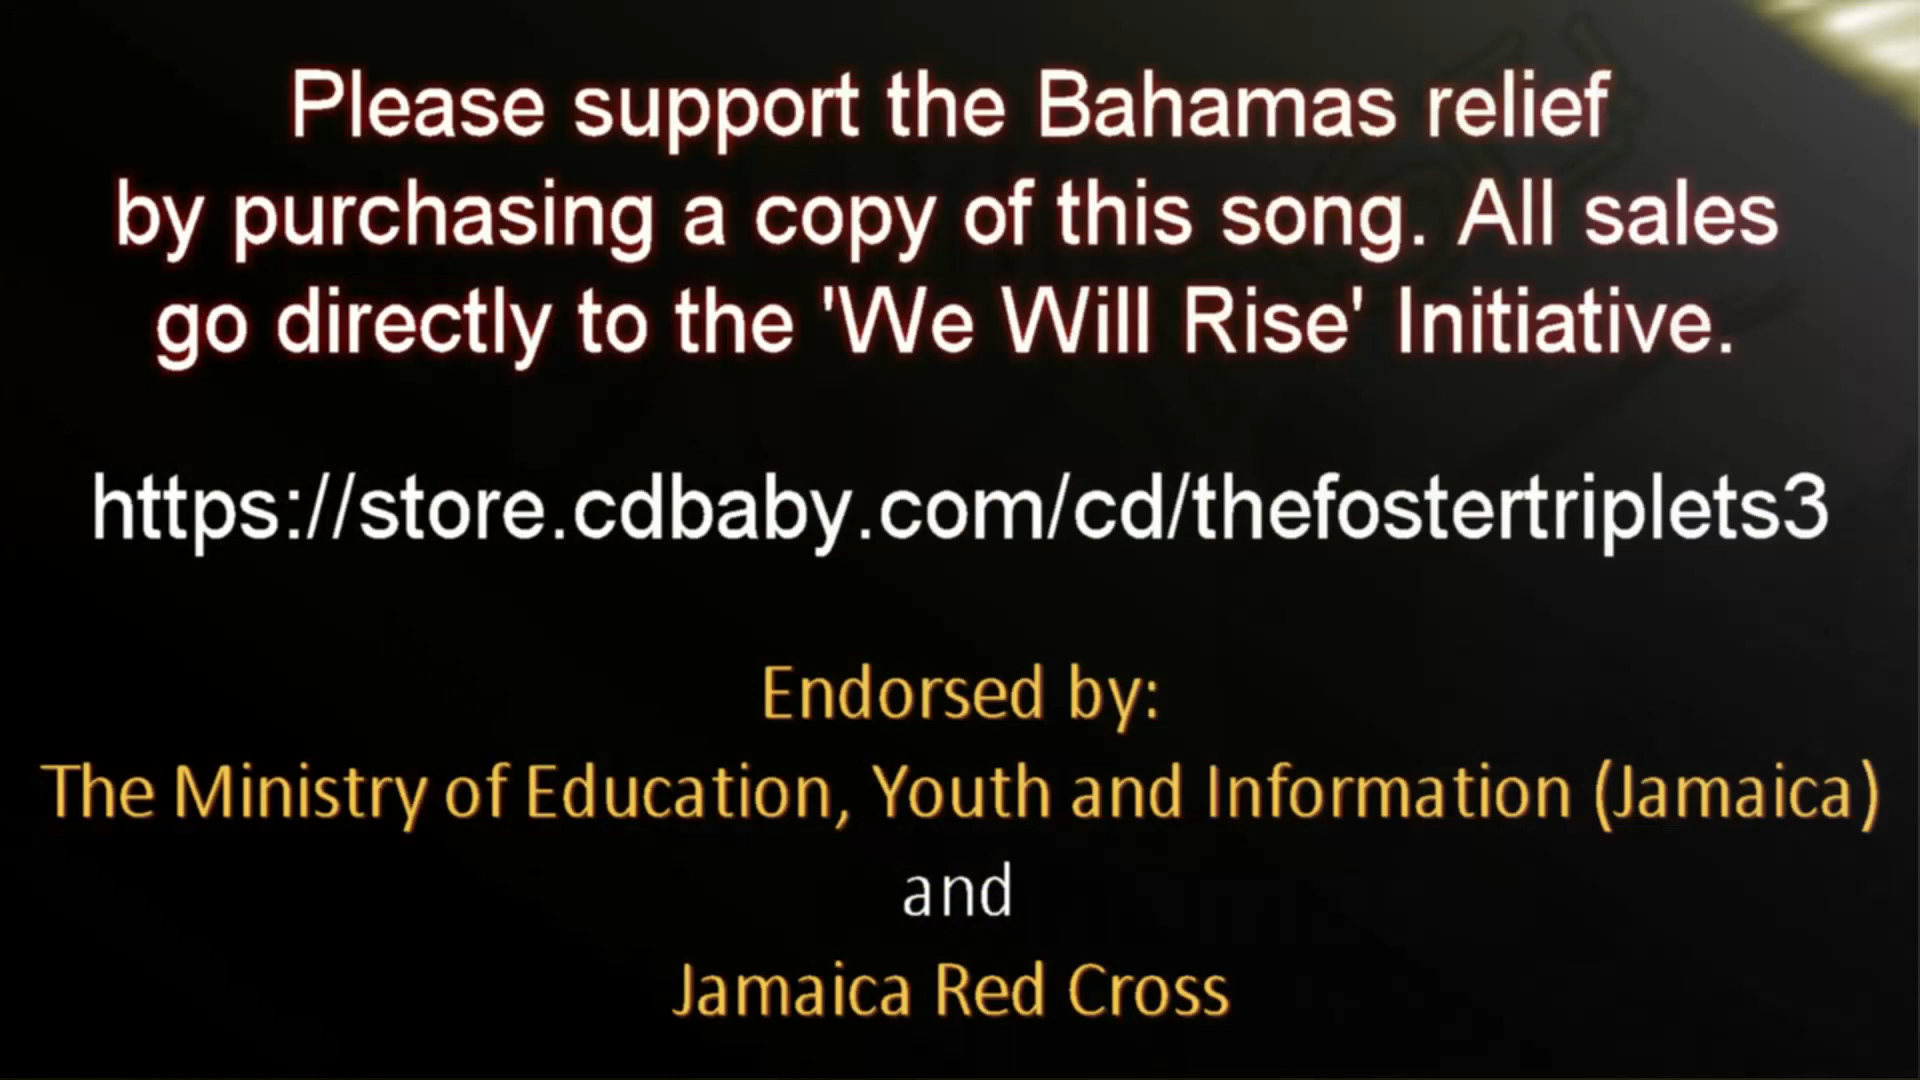 Please support the Bahamas relief
by purchasing a copy of this song. All sales
go directly to the 'We Will Rise' Initiative.
https://store.cdbaby.com/cd/thefostertriplets3
Endorsed by:
The Ministry of Education, Youth and Information (Jamaica)
and
Jamaica Red Cross